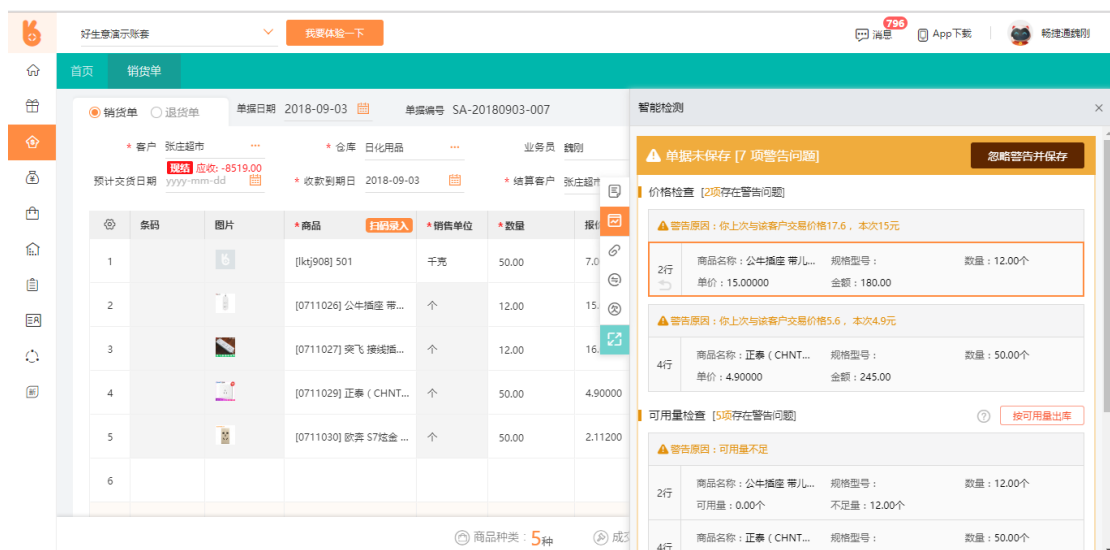 好生意演示账套
我要体验一下
796
消息
App下载
畅捷通魏刚
首页
销货单
销货单
退货单
单据日期 2018-09-03
单据编号 SA-20180903-007
* 客户 张庄超市
* 仓库 日化用品
业务员 魏刚
现结 应收: -8519.00
预计交货日期 yyyy-mm-dd
* 收款到期日 2018-09-03
* 结算客户 张庄超市
条码 图片 *商品 扫码录入 *销售单位 *数量
1 [lktj908] 501 千克 50.00 7.0
2 [0711026] 公牛插座 带... 个 12.00 15.
3 [0711027] 突飞 接线插... 个 12.00 16.
4 [0711029] 正泰 ( CHNT... 个 50.00 4.90000
5 [0711030] 欧奔 S7炫金 ... 个 50.00 2.11200
6
商品种类 : 5种
智能检测
单据未保存 [7 项警告问题]
忽略警告并保存
价格检查 [2项存在警告问题]
警告原因 : 你上次与该客户交易价格17.6 , 本次15元
2行
商品名称 : 公牛插座 带儿... 规格型号 : 数量 : 12.00个
单价 : 15.00000 金额 : 180.00
警告原因 : 你上次与该客户交易价格5.6 , 本次4.9元
4行
商品名称 : 正泰 ( CHNT... 规格型号 : 数量 : 50.00个
单价 : 4.90000 金额 : 245.00
可用量检查 [5项存在警告问题]
按可用量出库
警告原因 : 可用量不足
2行
商品名称 : 公牛插座 带儿... 规格型号 : 数量 : 12.00个
可用量 : 0.00个 不足量 : 12.00个
4行
商品名称 : 正泰 ( CHNT... 规格型号 : 数量 : 50.00个